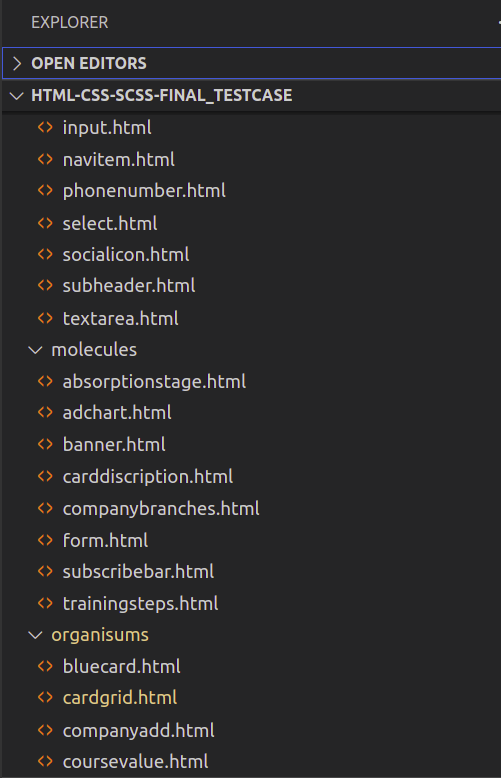 EXPLORER
OPEN EDITORS
HTML-CSS-SCSS-FINAL_TESTCASE
input.html
navitem.html
phonenumber.html
select.html
socialicon.html
subheader.html
textarea.html
molecules
absorptionstage.html
adchart.html
banner.html
carddiscription.html
companybranches.html
form.html
subscribebar.html
trainingsteps.html
organisums
bluecard.html
cardgrid.html
companyadd.html
coursevalue.html